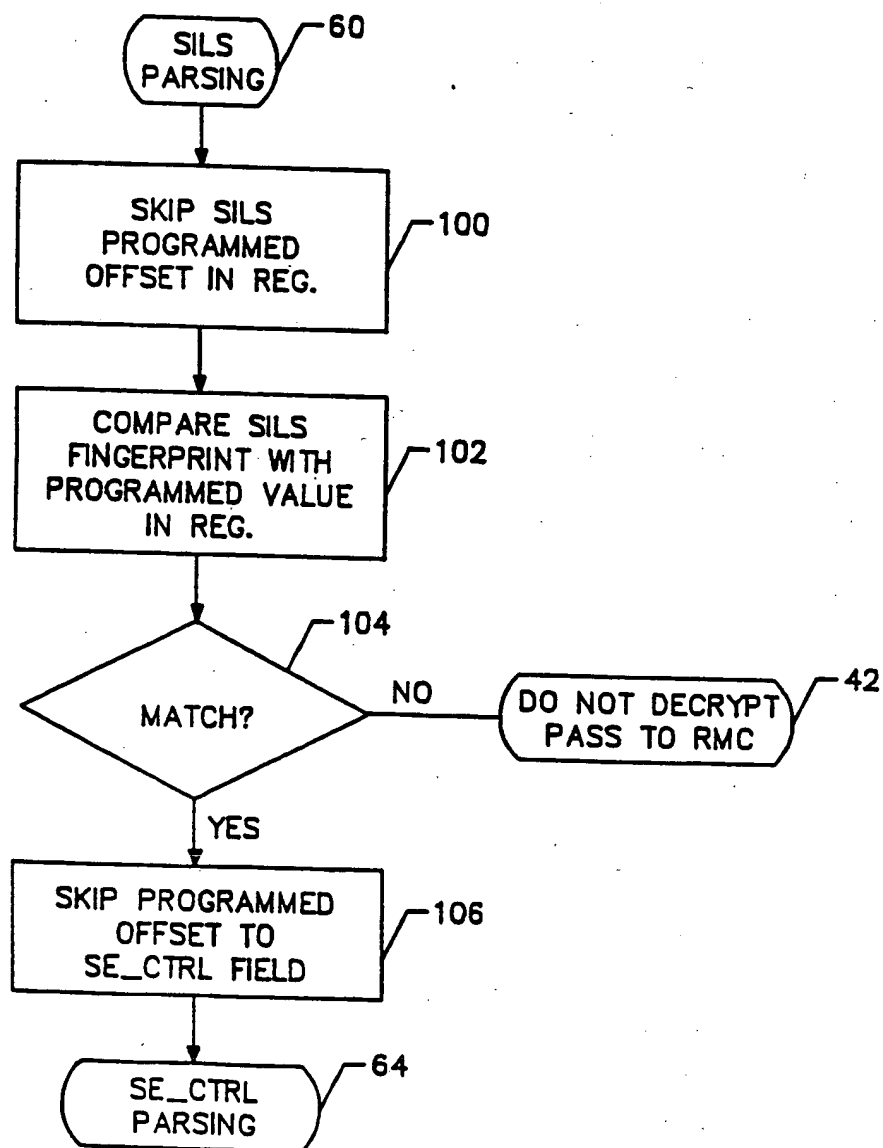 SILS
PARSING
60
SKIP SILS
PROGRAMMED
OFFSET IN REG.
100
COMPARE SILS
FINGERPRINT WITH
PROGRAMMED VALUE
IN REG.
102
MATCH?
104
NO
DO NOT DECRYPT
PASS TO RMC
42
YES
SKIP PROGRAMMED
OFFSET TO
SE_CTRL FIELD
106
SE_CTRL
PARSING
64